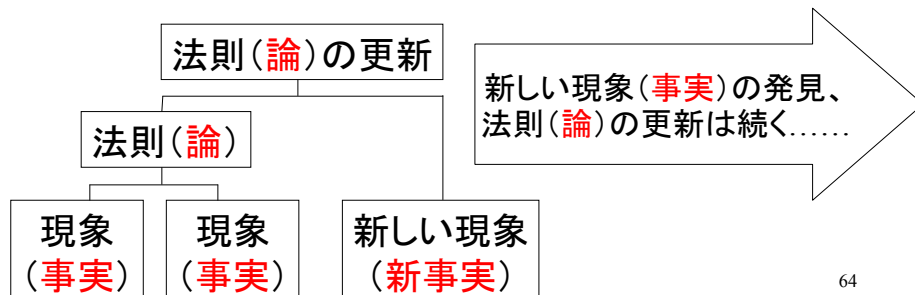 法則(論)の更新
新しい現象(事実)の発見、
法則(論)の更新は続く……
法則(論)
現象
(事実)
現象
(事実)
新しい現象
(新事実)
64